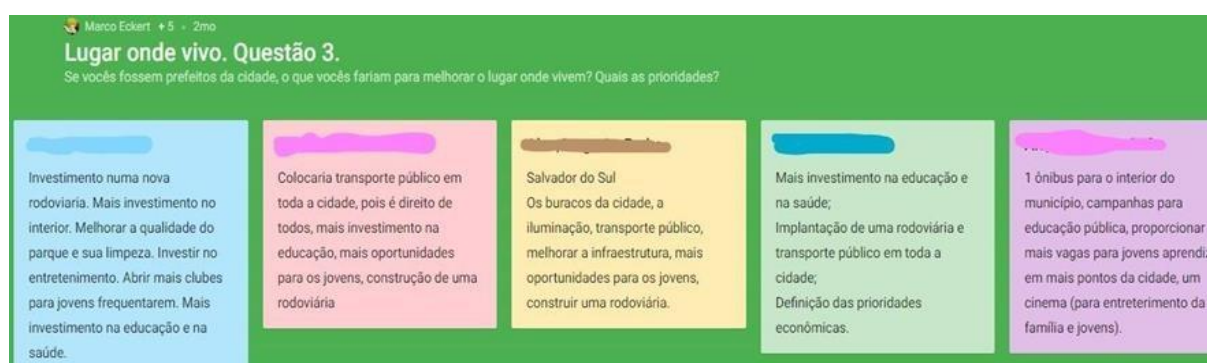 Marco Eckert + 5 • 2mo
Lugar onde vivo. Questão 3.
Se vocês fossem prefeitos da cidade, o que vocês fariam para melhorar o lugar onde vivem? Quais as prioridades?
Investimento numa nova
rodoviaria. Mais investimento no
interior. Melhorar a qualidade do
parque e sua limpeza. Investir no
entretenimento. Abrir mais clubes
para jovens frequentarem. Mais
investimento na educação e na
saúde.
Colocaria transporte público em
toda a cidade, pois é direito de
todos, mais investimento na
educação, mais oportunidades
para os jovens, construção de uma
rodoviária
Salvador do Sul
Os buracos da cidade, a
iluminação, transporte público,
melhorar a infraestrutura, mais
oportunidades para os jovens,
construir uma rodoviária.
Mais investimento na educação e
na saúde;
Implantação de uma rodoviária e
transporte público em toda a
cidade;
Definição das prioridades
econômicas.
1 ônibus para o interior do
município, campanhas para
educação pública, proporcionar
mais vagas para jovens
em mais pontos da cidade, um
cinema (para entreterimento da
família e jovens).